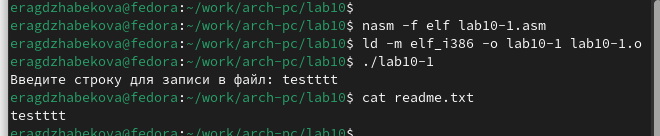 eragdzhabekova@fedora:~/work/arch-pc/lab10$
eragdzhabekova@fedora:~/work/arch-pc/lab10$ nasm -f elf lab10-1.asm
eragdzhabekova@fedora:~/work/arch-pc/lab10$ ld -m elf_i386 -o lab10-1 lab10-1.o
eragdzhabekova@fedora:~/work/arch-pc/lab10$ ./lab10-1
Введите строку для записи в файл: testttt
eragdzhabekova@fedora:~/work/arch-pc/lab10$ cat readme.txt
testttt
eragdzhabekova@fedora:~/work/arch-pc/lab10$